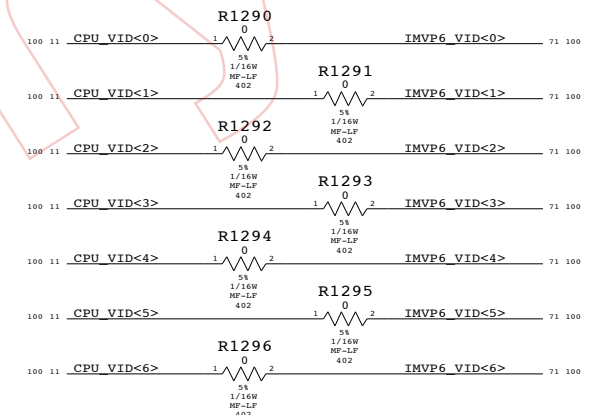 R1290
0
100 11 CPU_VID<0> 1 2 IMVP6_VID<0> 71 100
5%
1/16W
MF-LF
402
R1291
0
100 11 CPU_VID<1> 1 2 IMVP6_VID<1> 71 100
5%
1/16W
MF-LF
402
R1292
0
100 11 CPU_VID<2> 1 2 IMVP6_VID<2> 71 100
5%
1/16W
MF-LF
402
R1293
0
100 11 CPU_VID<3> 1 2 IMVP6_VID<3> 71 100
5%
1/16W
MF-LF
402
R1294
0
100 11 CPU_VID<4> 1 2 IMVP6_VID<4> 71 100
5%
1/16W
MF-LF
402
R1295
0
100 11 CPU_VID<5> 1 2 IMVP6_VID<5> 71 100
5%
1/16W
MF-LF
402
R1296
0
100 11 CPU_VID<6> 1 2 IMVP6_VID<6> 71 100
5%
1/16W
MF-LF
402